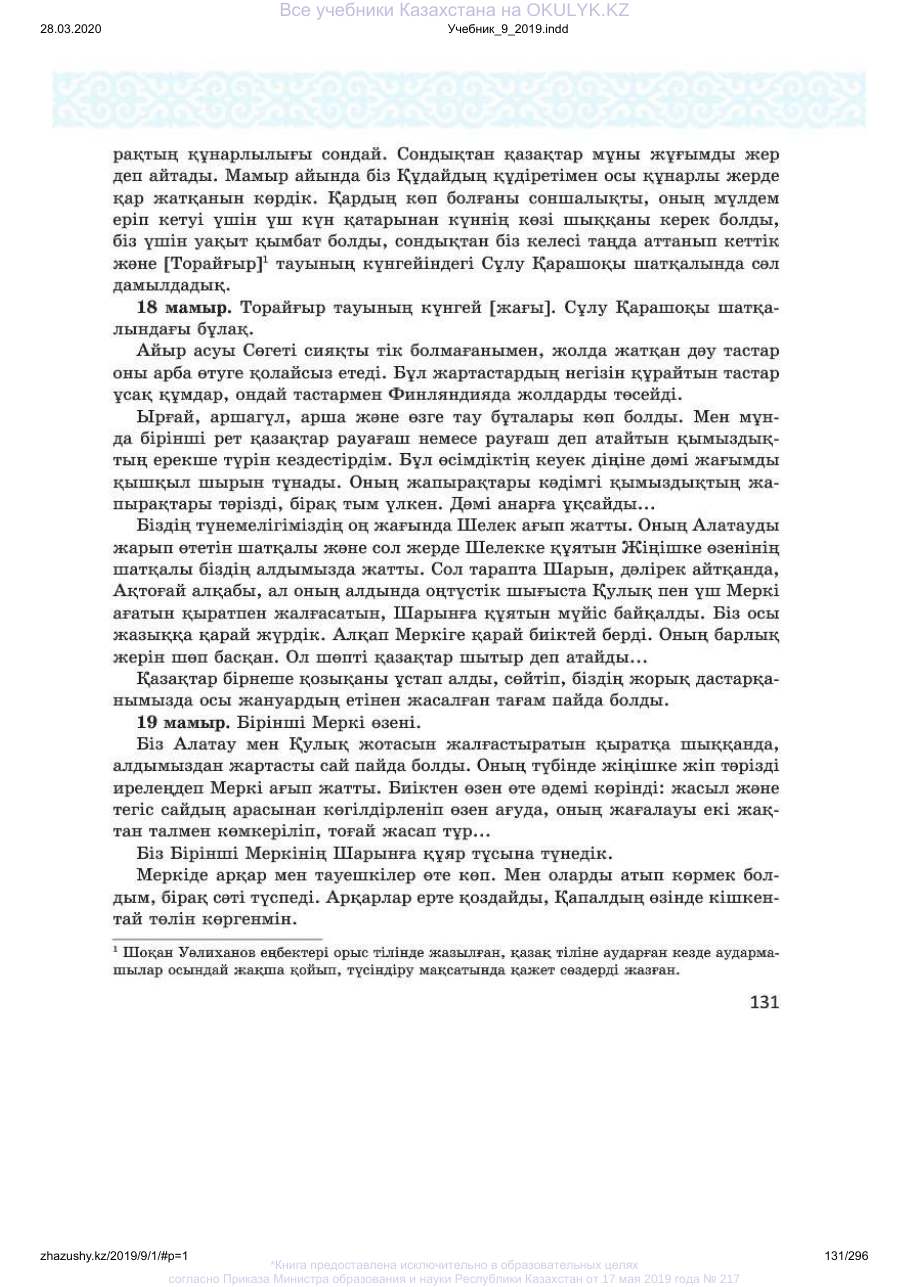 Все учебники Казахстана на OKULYK.KZ
28.03.2020
Учебник_9_2019.indd
рақтың құнарлылығы сондай. Сондықтан қазақтар мұны жұғымды жер
деп айтады. Мамыр айында біз Құдайдың құдіретімен осы құнарлы жерде
қар жатқанын көрдік. Қардың көп болғаны соншалықты, оның мүлдем
еріп кетуі үшін үш күн қатарынан күннің көзі шыққаны керек болды,
біз үшін уақыт қымбат болды, сондықтан біз келесі таңда аттанып кеттік
және [Торайғыр]¹ тауының күнгейіндегі Сұлу Қарашоқы шатқалында сәл
дамылдадық.
18 мамыр. Торайғыр тауының күнгей [жағы]. Сұлу Қарашоқы шатқа-
лындағы бұлақ.
Айыр асуы Сөгеті сияқты тік болмағанымен, жолда жатқан дәу тастар
оны арба өтуге қолайсыз етеді. Бұл жартастардың негізін құрайтын тастар
ұсақ құмдар, ондай тастармен Финляндияда жолдарды төсейді.
Ырғай, аршагүл, арша және өзге тау бұталары көп болды. Мен мұн-
да бірінші рет қазақтар рауағаш немесе рауғаш деп атайтын қымыздық-
тың ерекше түрін кездестірдім. Бұл өсімдіктің кеуек діңіне дәмі жағымды
қышқыл шырын тұнады. Оның жапырақтары кәдімгі қымыздықтың жа-
пырақтары тәрізді, бірақ тым үлкен. Дәмі анарға ұқсайды...
Біздің түнемелігіміздің оң жағында Шелек ағып жатты. Оның Алатауды
жарып өтетін шатқалы және сол жерде Шелекке құятын Жіңішке өзенінің
шатқалы біздің алдымызда жатты. Сол тарапта Шарын, дәлірек айтқанда,
Ақтоғай алқабы, ал оның алдында оңтүстік шығыста Қулық пен үш Меркі
ағатын қыратпен жалғасатын, Шарынға құятын мүйіс байқалды. Біз осы
жазыққа қарай жүрдік. Алқап Меркіге қарай биіктей берді. Оның барлық
жерін шөп басқан. Ол шөпті қазақтар шытыр деп атайды...
Қазақтар бірнеше қозықаны ұстап алды, сөйтіп, біздің жорық дастарқа-
нымызда осы жануардың етінен жасалған тағам пайда болды.
19 мамыр. Бірінші Меркі өзені.
Біз Алатау мен Қулық жотасын жалғастыратын қыратқа шыққанда,
алдымыздан жартасты сай пайда болды. Оның түбінде жіңішке жіп тәрізді
ирелеңдеп Меркі ағып жатты. Биіктен өзен өте әдемі көрінді: жасыл және
тегіс сайдың арасынан көгілдірленіп өзен ағуда, оның жағалауы екі жақ-
тан талмен көмкеріліп, тоғай жасап тұр...
Біз Бірінші Меркінің Шарынға құяр тұсына түнедік.
Меркіде арқар мен тауешкілер өте көп. Мен оларды атып көрмек бол-
дым, бірақ сәті түспеді. Арқарлар ерте қоздайды, Қапалдың өзінде кішкен-
тай төлін көргенмін.
¹ Шоқан Уәлиханов еңбектері орыс тілінде жазылған, қазақ тіліне аударған кезде аударма-
шылар осындай жақша қойып, түсіндіру мақсатында қажет сөздерді жазған.
131
zhazushy.kz/2019/9/1/#p=1
131/296
*Книга предоставлена исключительно в образовательных целях
согласно Приказа Министра образования и науки Республики Казахстан от 17 мая 2019 года № 217